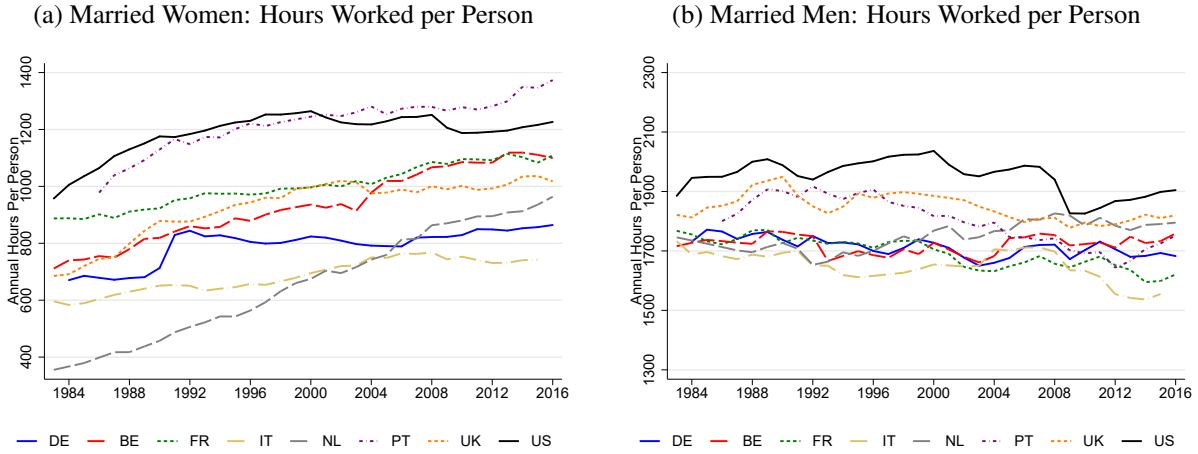 (a) Married Women: Hours Worked per Person
Annual Hours Per Person
1400
1200
1000
800
600
400
1984 1988 1992 1996 2000 2004 2008 2012 2016
DE BE FR IT NL PT UK US
(b) Married Men: Hours Worked per Person
Annual Hours Per Person
2300
2100
1900
1700
1500
1300
1984 1988 1992 1996 2000 2004 2008 2012 2016
DE BE FR IT NL PT UK US